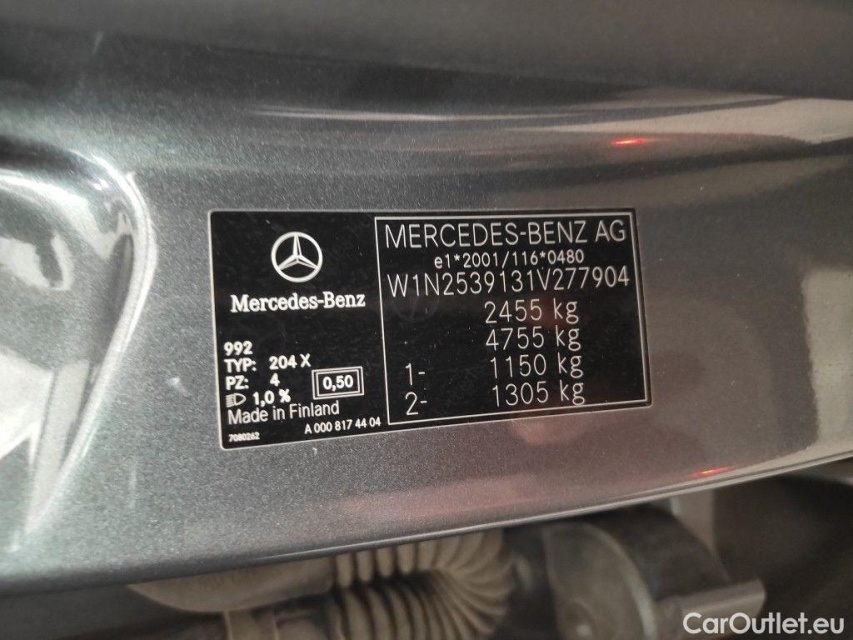 Mercedes-Benz
992
TYP: 204 X
PZ: 4
1,0 %
0,50
Made in Finland
7080262
A 000 817 44 04
MERCEDES-BENZ AG
e1*2001/116*0480
W1N2539131V277904
2455 kg
4755 kg
1- 1150 kg
2- 1305 kg
CarOutlet.eu